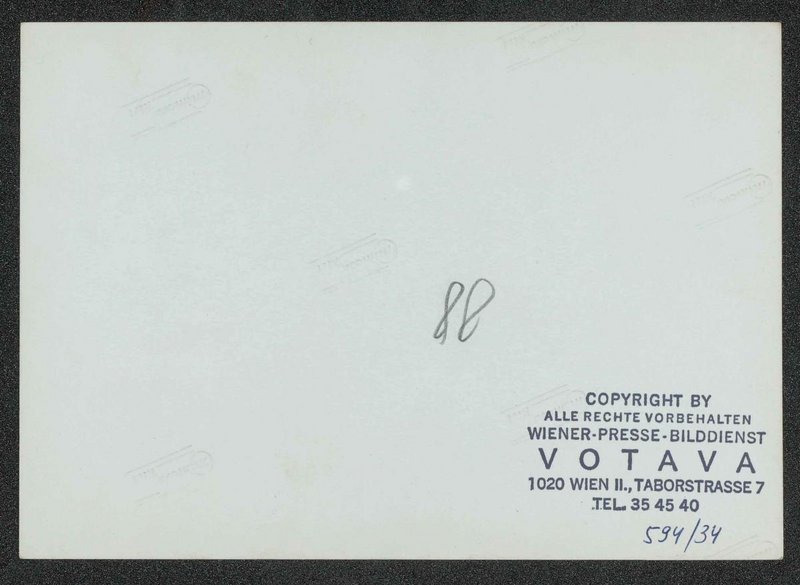 88
COPYRIGHT BY
ALLE RECHTE VORBEHALTEN
WIENER-PRESSE-BILDDIENST
VOTAVA
1020 WIEN II., TABORSTRASSE 7
TEL. 35 45 40
594/34